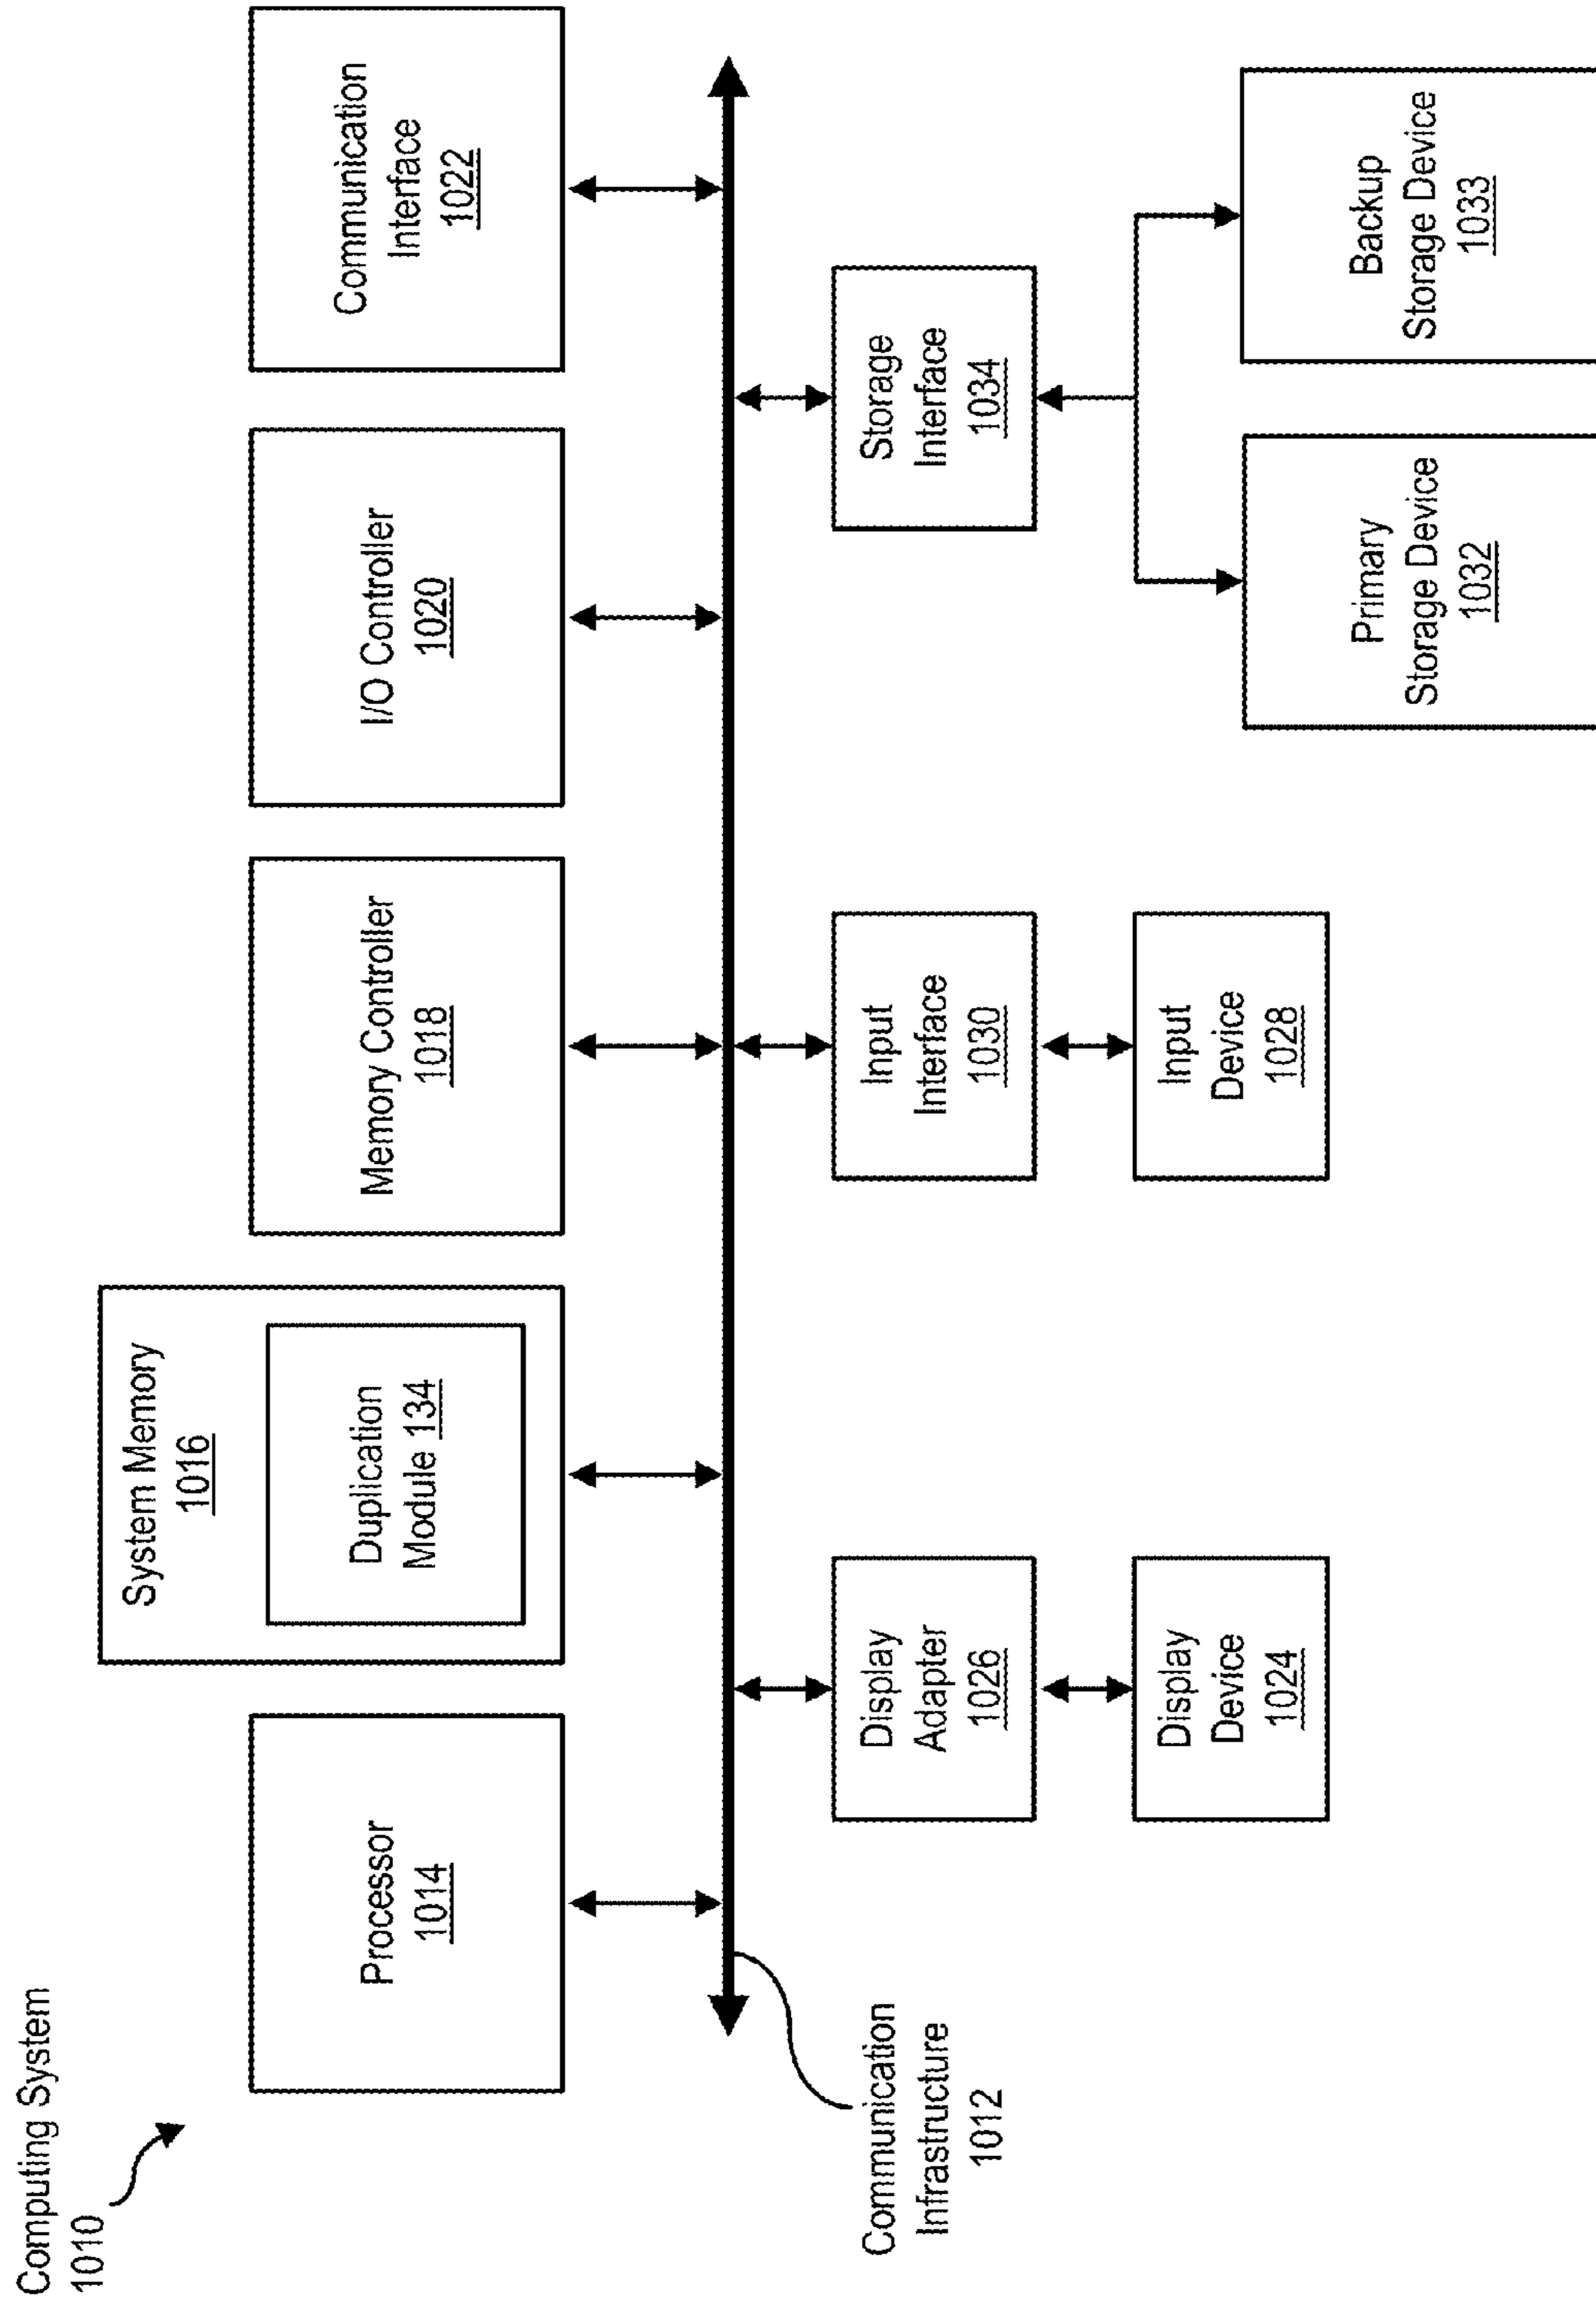 Computing System
1010
Processor
1014
System Memory
1016
Duplication
Module 134
Memory Controller
1018
I/O Controller
1020
Communication
Interface
1022
Communication
Infrastructure
1012
Display
Adapter
1026
Display
Device
1024
Input
Interface
1030
Input
Device
1028
Storage
Interface
1034
Primary
Storage Device
1032
Backup
Storage Device
1033